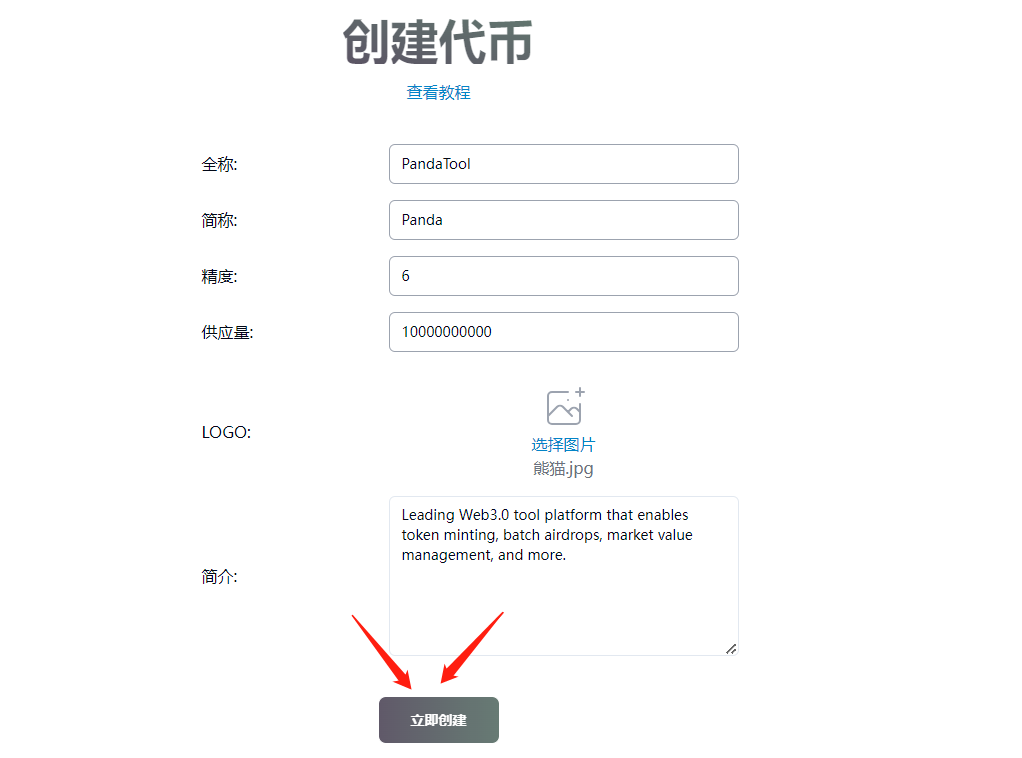 创建代币
查看教程
全称:
PandaTool
简称:
Panda
精度:
6
供应量:
10000000000
LOGO:
选择图片
熊猫.jpg
简介:
Leading Web3.0 tool platform that enables
token minting, batch airdrops, market value
management, and more.
立即创建